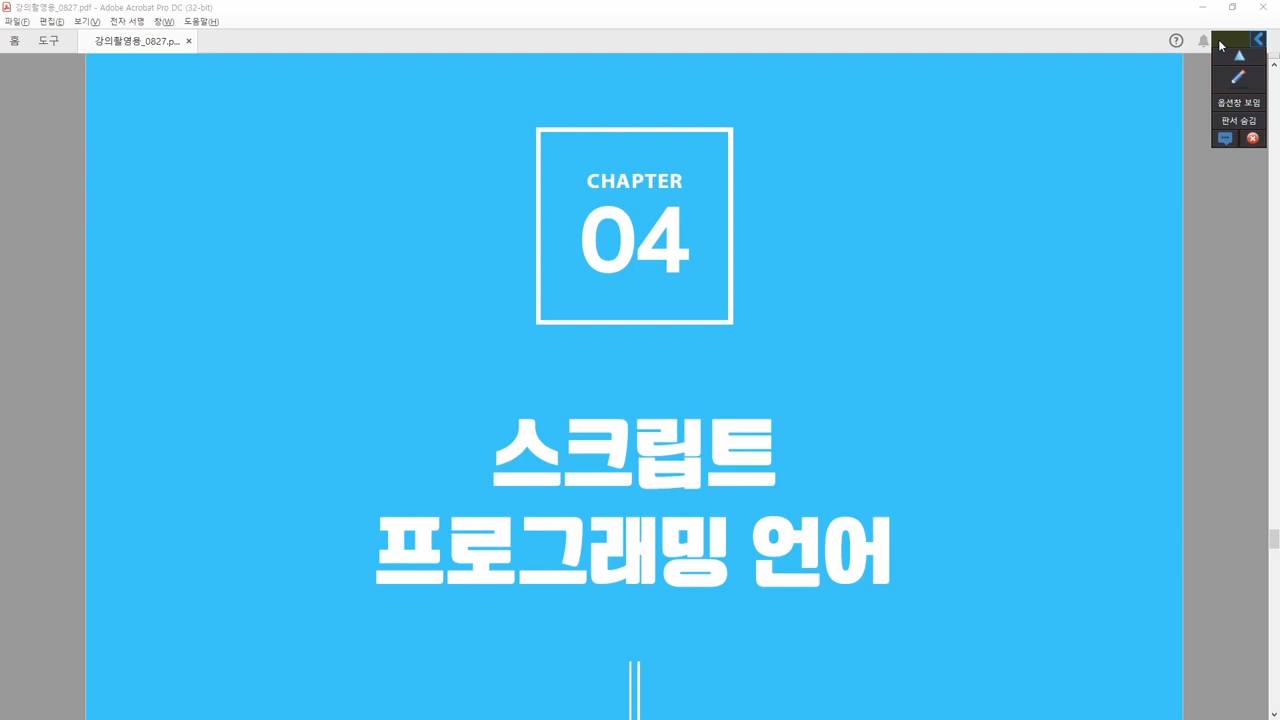 강의촬영용_0827.pdf - Adobe Acrobat Pro DC (32-bit)
파일(F) 편집(E) 보기(V) 전자 서명 창(W) 도움말(H)
홈 도구 강의촬영용_0827.p... ×
옵션창 보임
판서 숨김
CHAPTER
04
스크립트
프로그래밍 언어